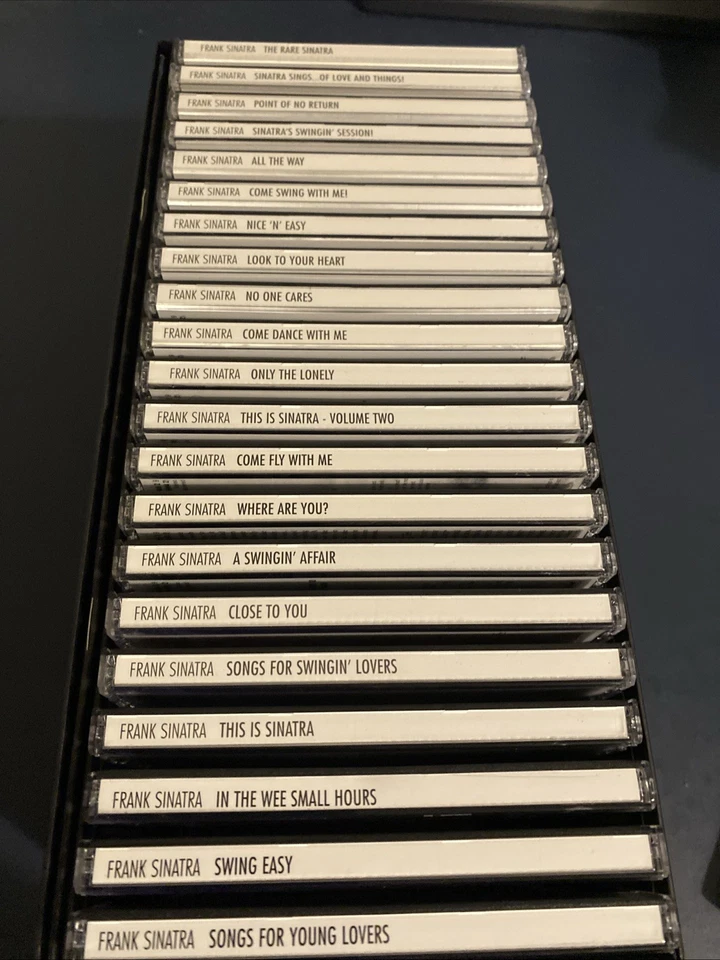 FRANK SINATRA THE RARE SINATRA
FRANK SINATRA SINATRA SINGS...OF LOVE AND THINGS!
FRANK SINATRA POINT OF NO RETURN
FRANK SINATRA SINATRA'S SWINGIN' SESSION!
FRANK SINATRA ALL THE WAY
FRANK SINATRA COME SWING WITH ME!
FRANK SINATRA NICE 'N' EASY
FRANK SINATRA LOOK TO YOUR HEART
FRANK SINATRA NO ONE CARES
FRANK SINATRA COME DANCE WITH ME
FRANK SINATRA ONLY THE LONELY
FRANK SINATRA THIS IS SINATRA - VOLUME TWO
FRANK SINATRA COME FLY WITH ME
FRANK SINATRA WHERE ARE YOU?
FRANK SINATRA A SWINGIN' AFFAIR
FRANK SINATRA CLOSE TO YOU
FRANK SINATRA SONGS FOR SWINGIN' LOVERS
FRANK SINATRA THIS IS SINATRA
FRANK SINATRA IN THE WEE SMALL HOURS
FRANK SINATRA SWING EASY
FRANK SINATRA SONGS FOR YOUNG LOVERS